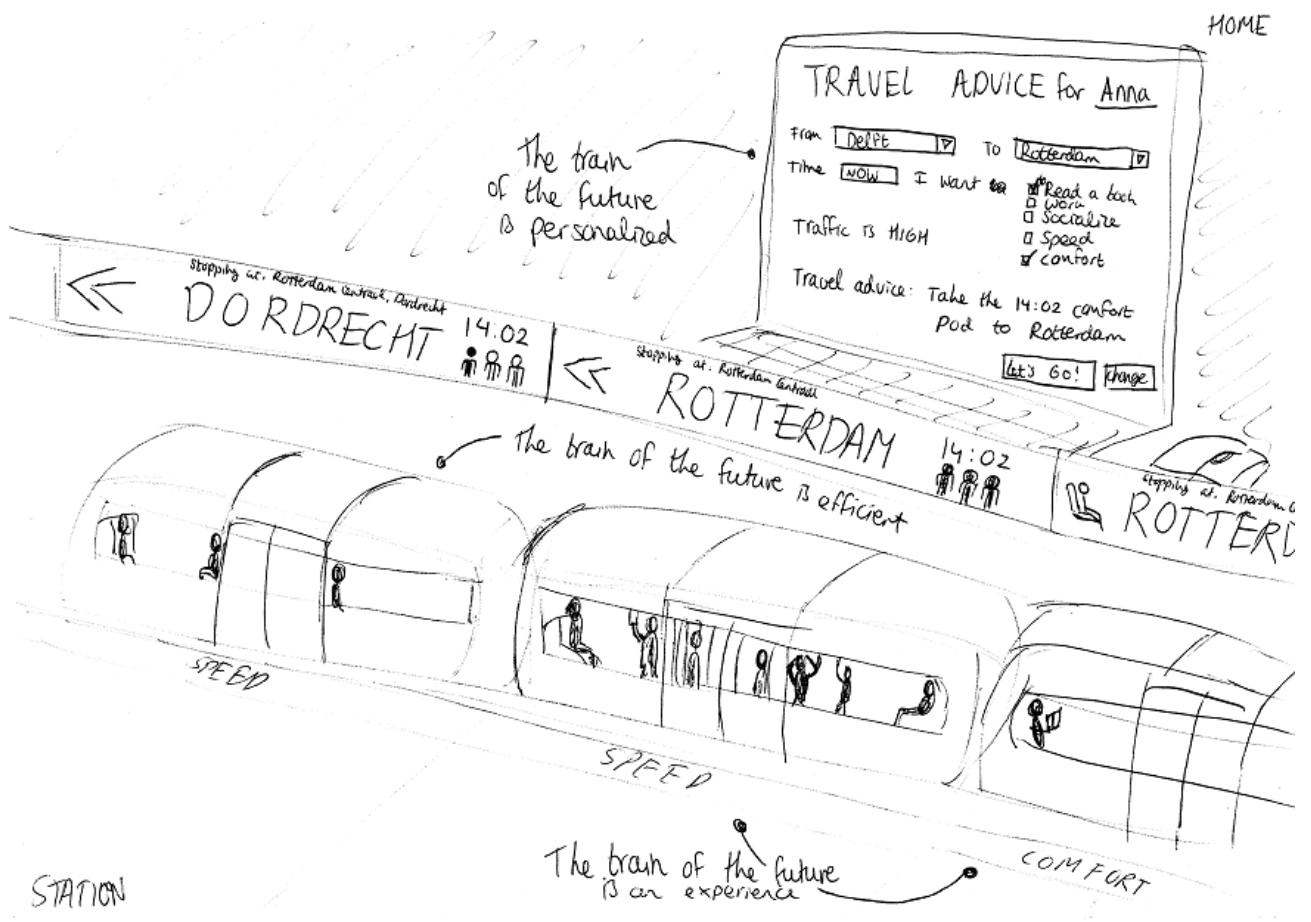 HOME
TRAVEL ADVICE for Anna
From Delft To Rotterdam
Time NOW I want
Read a book
Work
Socialize
Speed
comfort
Traffic is HIGH
Travel advice: Take the 14:02 comfort
Pod to Rotterdam
Let's GO! change
The train
of the future
is personalized
Stopping at. Rotterdam Centraal, Dordrecht
DORDRECHT 14.02
Stopping at. Rotterdam Centraal
ROTTERDAM 14:02
Stopping at. Rotterdam C
ROTTERD
The train of the future is efficient
SPEED
SPEED
COMFORT
The train of the future
is an experience
STATION